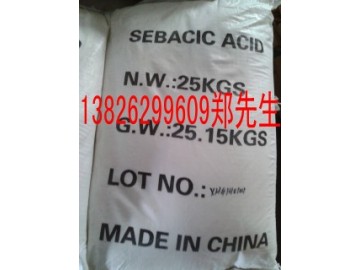 SEBACIC ACID
N.W.:25KGS
13826299609郑先生
G.W.:25.15KGS
LOT NO.:
MADE IN CHINA